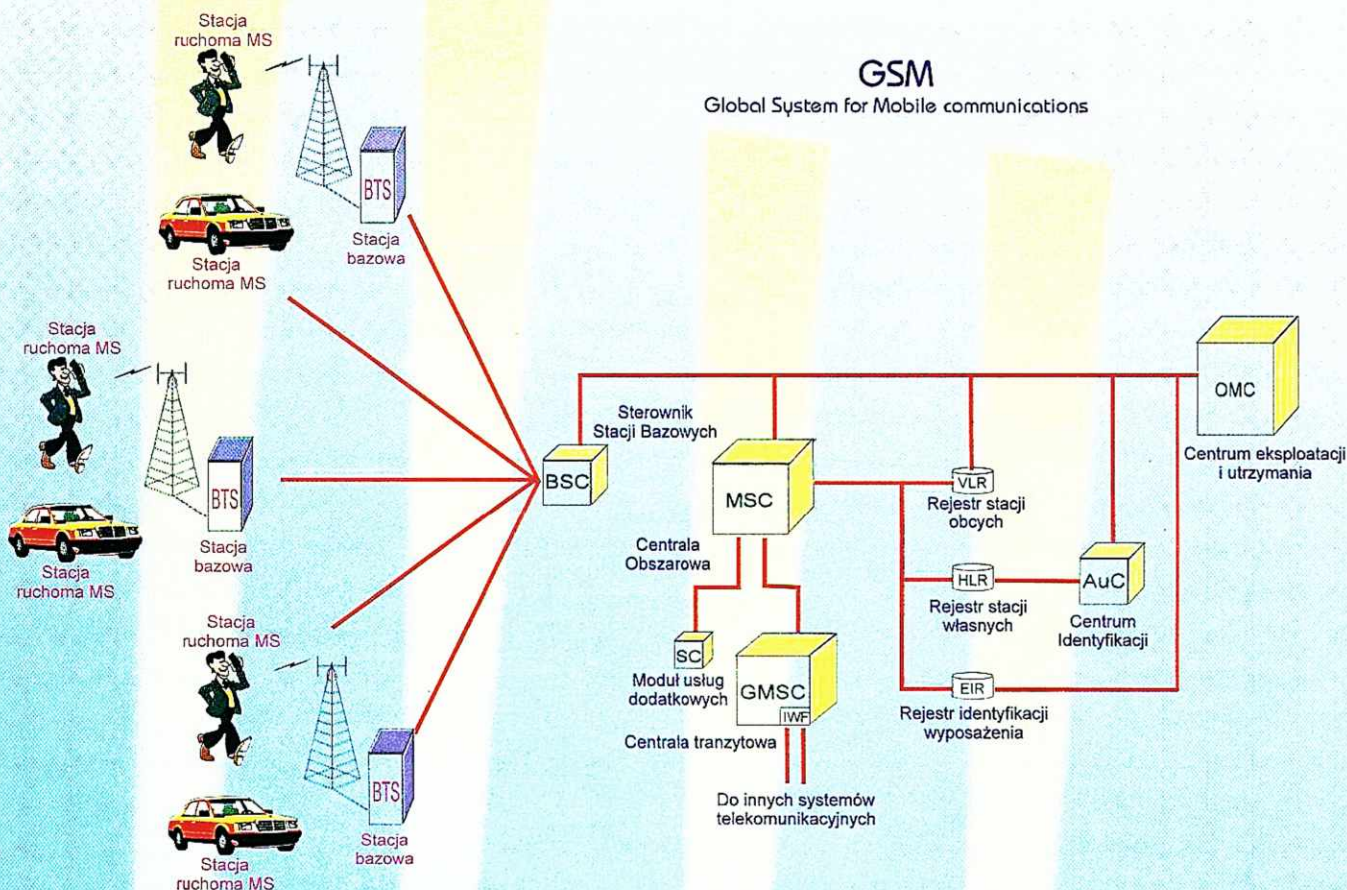 GSM
Global System for Mobile communications
Stacja
ruchoma MS
BTS
Stacja
bazowa
Stacja
ruchoma MS
Stacja
ruchoma MS
BTS
Stacja
bazowa
Stacja
ruchoma MS
Stacja
ruchoma MS
BTS
Stacja
bazowa
Stacja
ruchoma MS
Sterownik
Stacji Bazowych
BSC
MSC
Centrala
Obszarowa
SC
Moduł usług
dodatkowych
GMSC
IWF
Centrala tranzytowa
Do innych systemów
telekomunikacyjnych
VLR
Rejestr stacji
obcych
HLR
Rejestr stacji
własnych
EIR
Rejestr identyfikacji
wyposażenia
AuC
Centrum
Identyfikacji
OMC
Centrum eksploatacji
i utrzymania